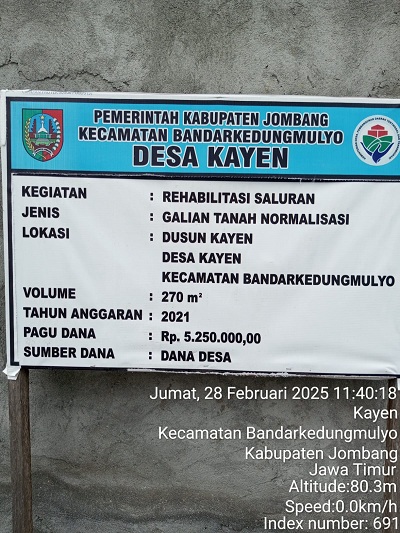 PEMERINTAH KABUPATEN JOMBANG
KECAMATAN BANDARKEDUNGMULYO
DESA KAYEN
KEGIATAN : REHABILITASI SALURAN
JENIS : GALIAN TANAH NORMALISASI
LOKASI : DUSUN KAYEN
DESA KAYEN
KECAMATAN BANDARKEDUNGMULYO
VOLUME : 270 m²
TAHUN ANGGARAN : 2021
PAGU DANA : Rp. 5.250.000,00
SUMBER DANA : DANA DESA
Jumat, 28 Februari 2025 11:40:18
Kayen
Kecamatan Bandarkedungmulyo
Kabupaten Jombang
Jawa Timur
Altitude:80.3m
Speed:0.0km/h
Index number: 691